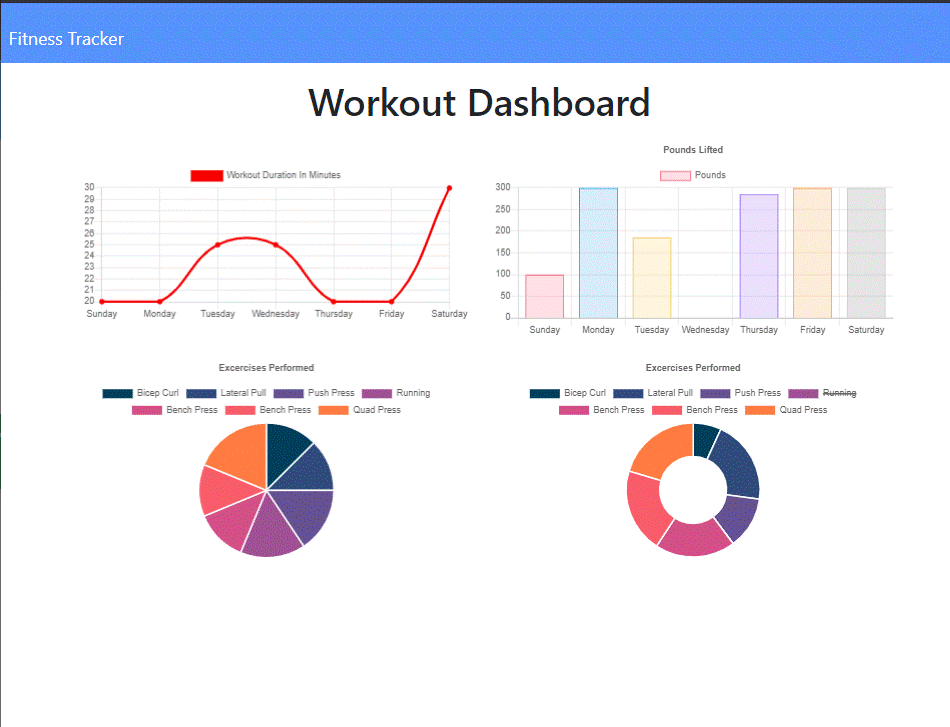 Fitness Tracker
Workout Dashboard
Workout Duration In Minutes
30
29
28
27
26
25
24
23
22
21
20
Sunday Monday Tuesday Wednesday Thursday Friday Saturday
Pounds Lifted
Pounds
300
250
200
150
100
50
0
Sunday Monday Tuesday Wednesday Thursday Friday Saturday
Excercises Performed
Bicep Curl Lateral Pull Push Press Running
Bench Press Bench Press Quad Press
Excercises Performed
Bicep Curl Lateral Pull Push Press Running
Bench Press Bench Press Quad Press